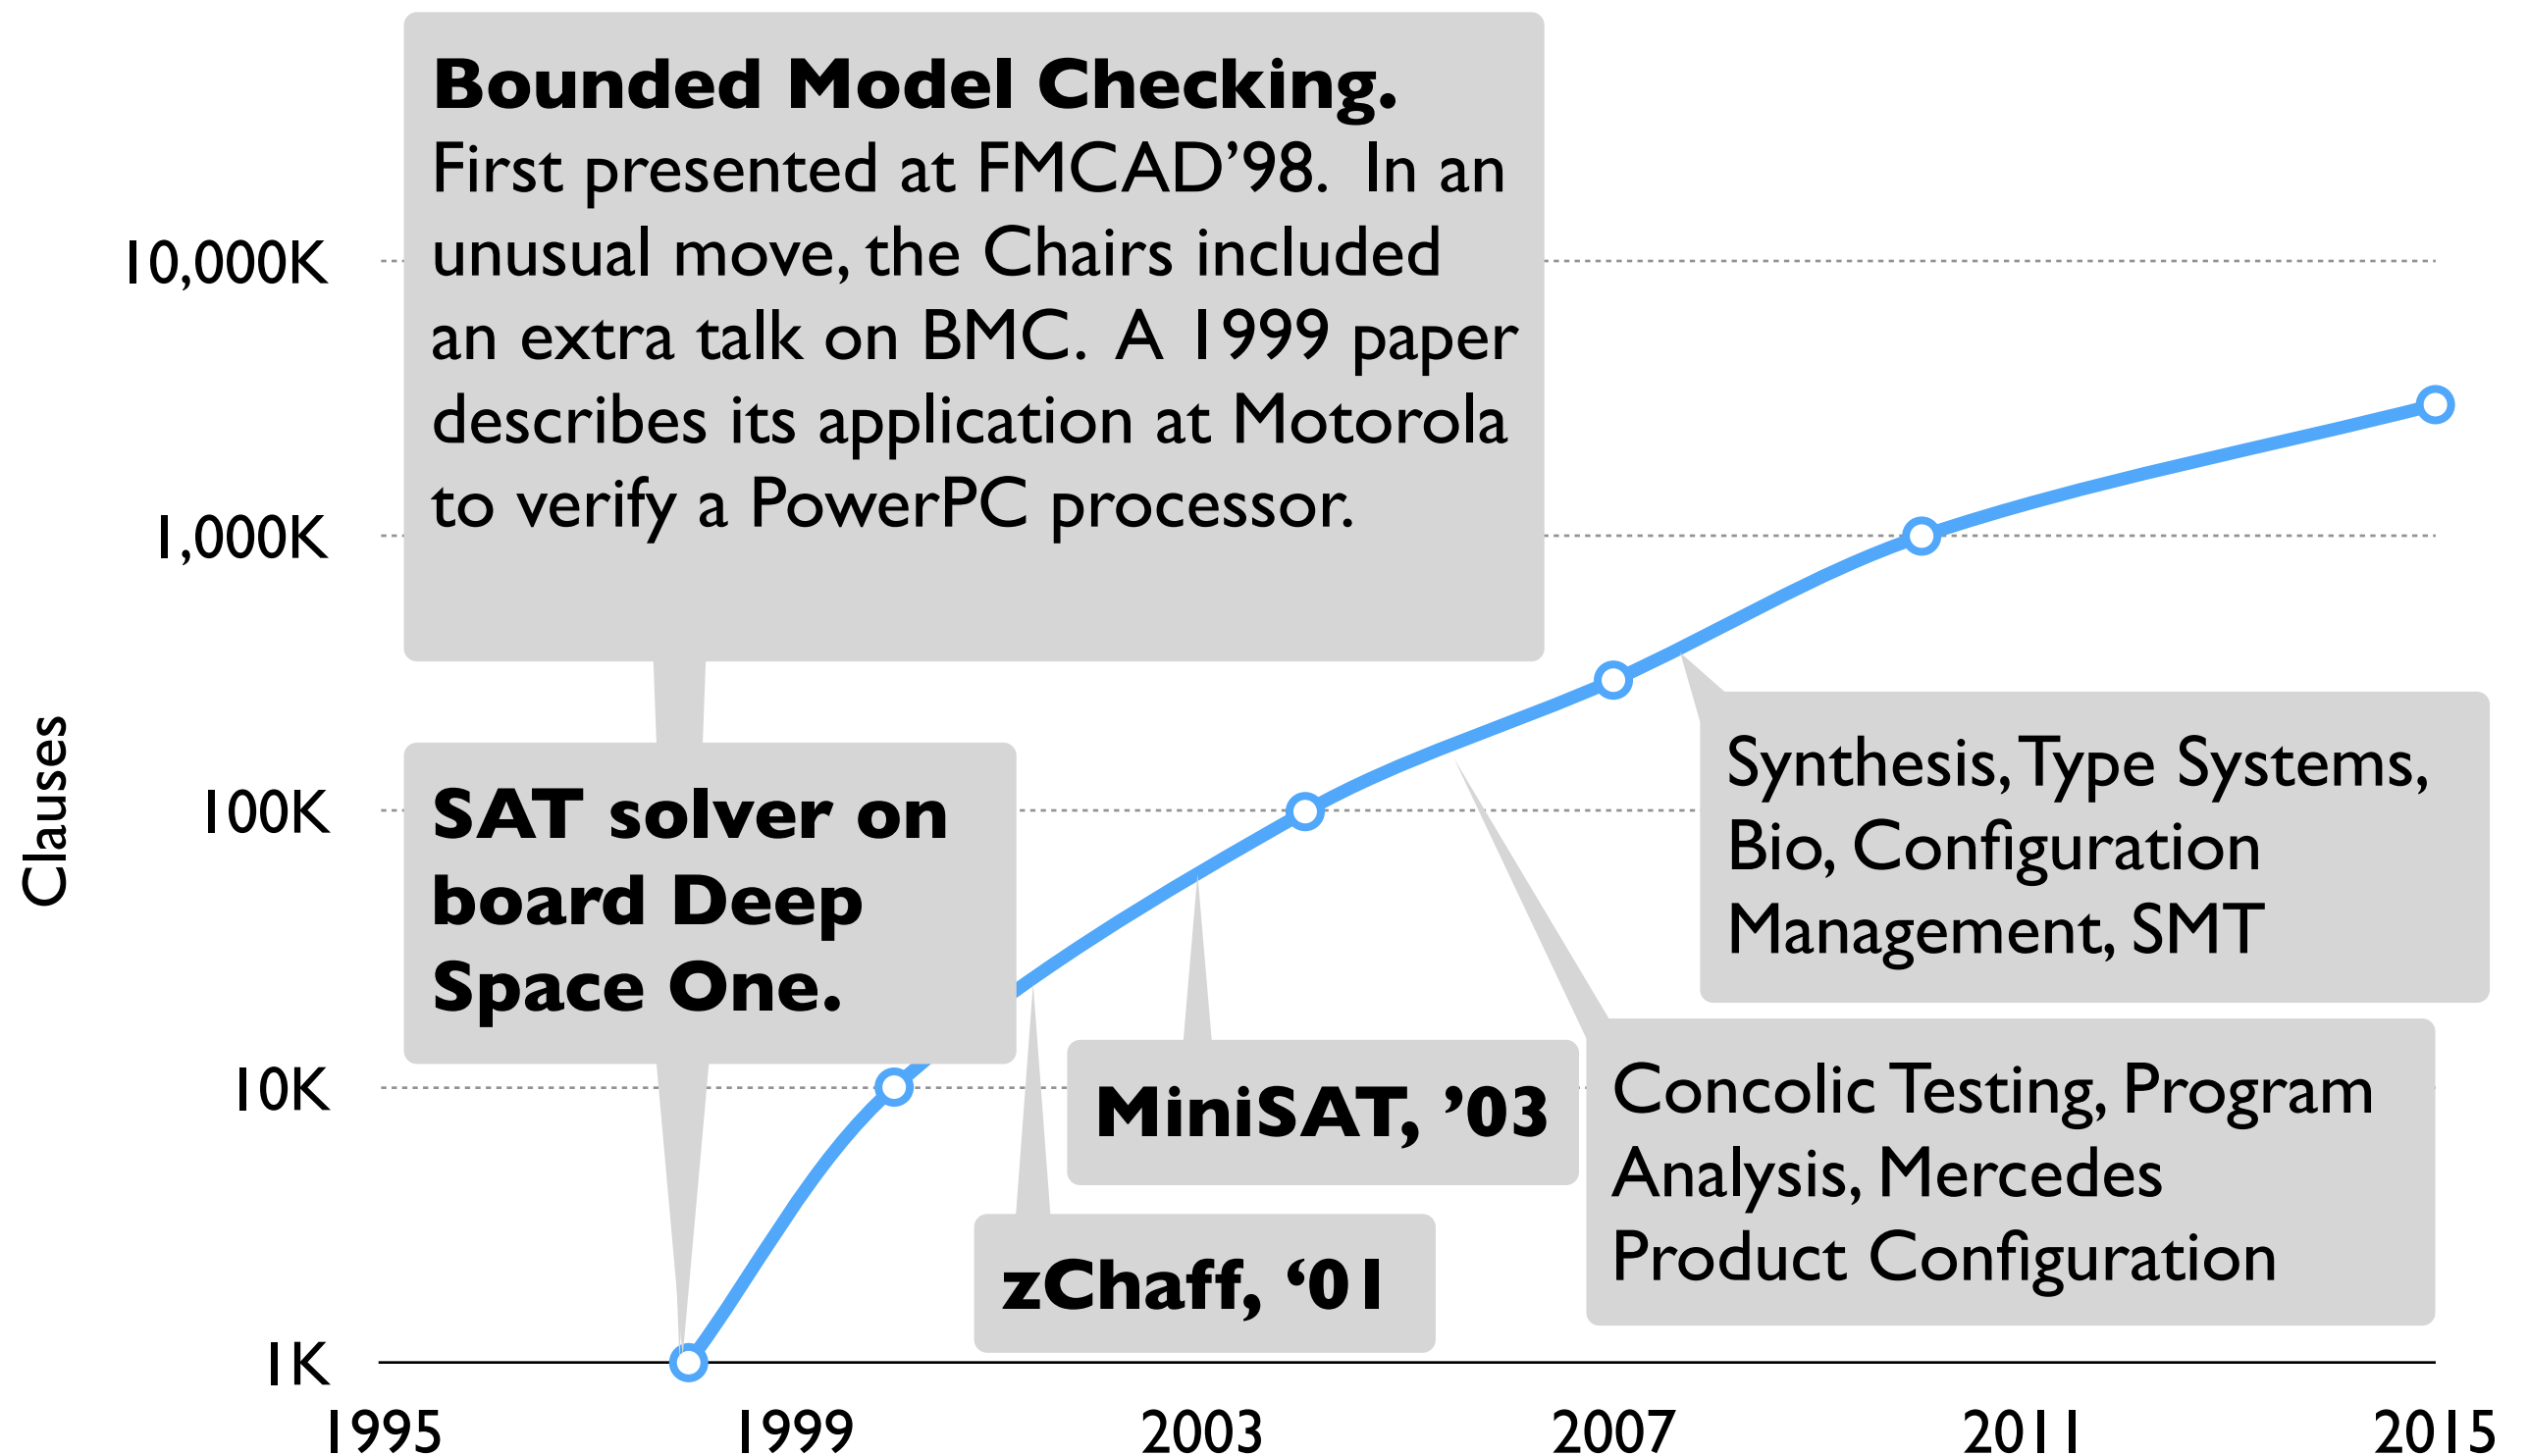 Bounded Model Checking.
First presented at FMCAD’98. In an
unusual move, the Chairs included
an extra talk on BMC. A 1999 paper
describes its application at Motorola
to verify a PowerPC processor.
10,000K
1,000K
100K
10K
1K
Clauses
SAT solver on
board Deep
Space One.
Synthesis, Type Systems,
Bio, Configuration
Management, SMT
MiniSAT, ’03
Concolic Testing, Program
Analysis, Mercedes
Product Configuration
zChaff, ‘01
1995
1999
2003
2007
2011
2015